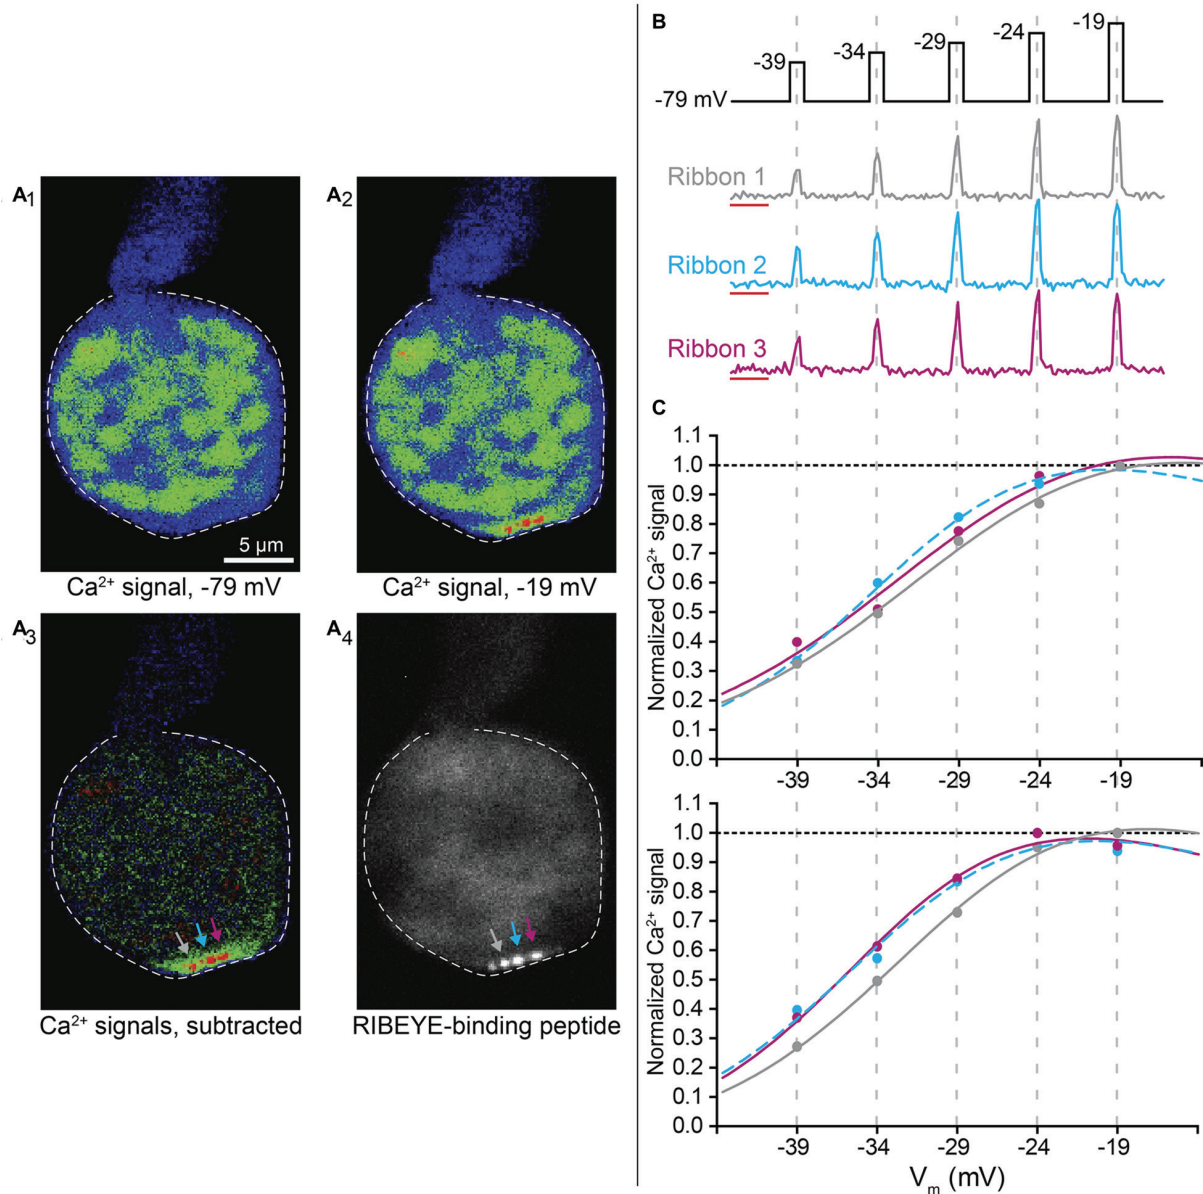 A1
A2
5 µm
Ca²⁺ signal, -79 mV
Ca²⁺ signal, -19 mV
A3
A4
Ca²⁺ signals, subtracted
RIBEYE-binding peptide
B
-39
-34
-29
-24
-19
-79 mV
Ribbon 1
Ribbon 2
Ribbon 3
C
Normalized Ca²⁺ signal
1.1
1.0
0.9
0.8
0.7
0.6
0.5
0.4
0.3
0.2
0.1
0.0
-39
-34
-29
-24
-19
Normalized Ca²⁺ signal
1.1
1.0
0.9
0.8
0.7
0.6
0.5
0.4
0.3
0.2
0.1
0.0
-39
-34
-29
-24
-19
Vm (mV)